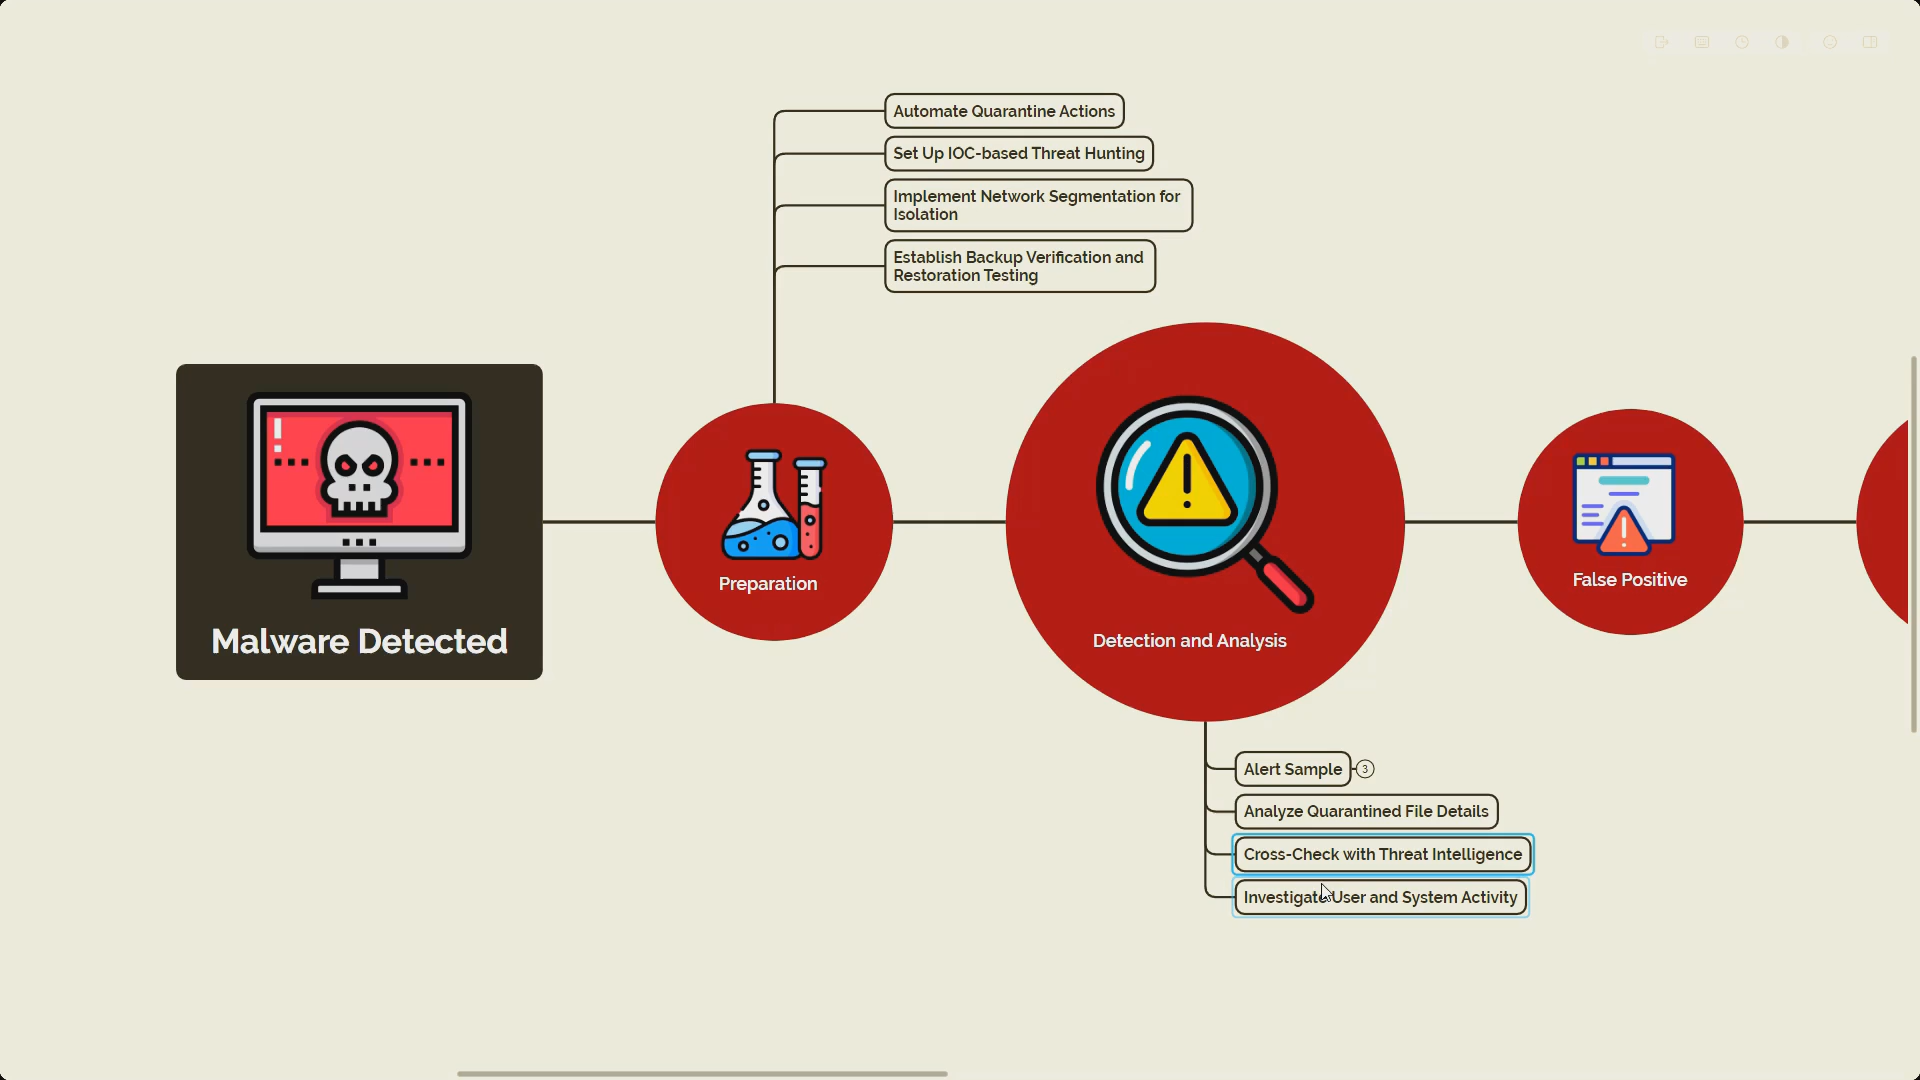 Automate Quarantine Actions
Set Up IOC-based Threat Hunting
Implement Network Segmentation for
Isolation
Establish Backup Verification and
Restoration Testing
Malware Detected
Preparation
Detection and Analysis
False Positive
Alert Sample
3
Analyze Quarantined File Details
Cross-Check with Threat Intelligence
Investigate User and System Activity